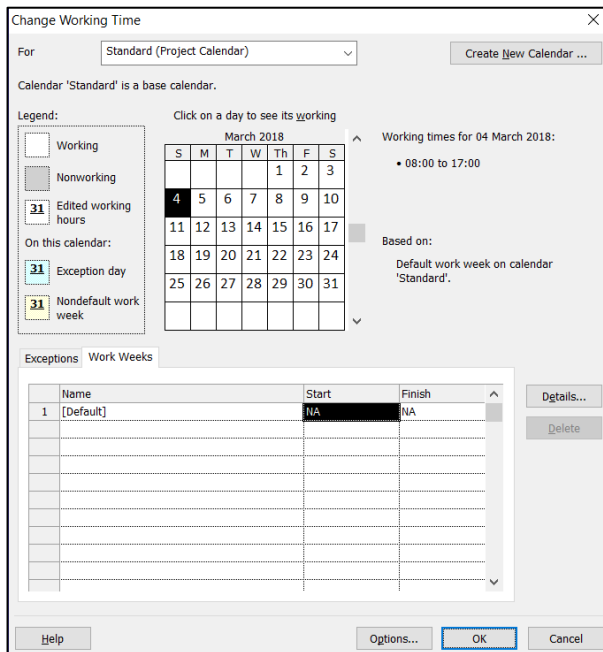 Change Working Time
For
Standard (Project Calendar)
Create New Calendar ...
Calendar 'Standard' is a base calendar.
Legend:
Working
Nonworking
31 Edited working
hours
On this calendar:
31 Exception day
31 Nondefault work
week
Click on a day to see its working
March 2018
S M T W Th F S
1 2 3
4 5 6 7 8 9 10
11 12 13 14 15 16 17
18 19 20 21 22 23 24
25 26 27 28 29 30 31
Working times for 04 March 2018:
• 08:00 to 17:00
Based on:
Default work week on calendar
'Standard'.
Exceptions Work Weeks
Name Start Finish
1 [Default] NA NA
Details...
Delete
Help Options... OK Cancel